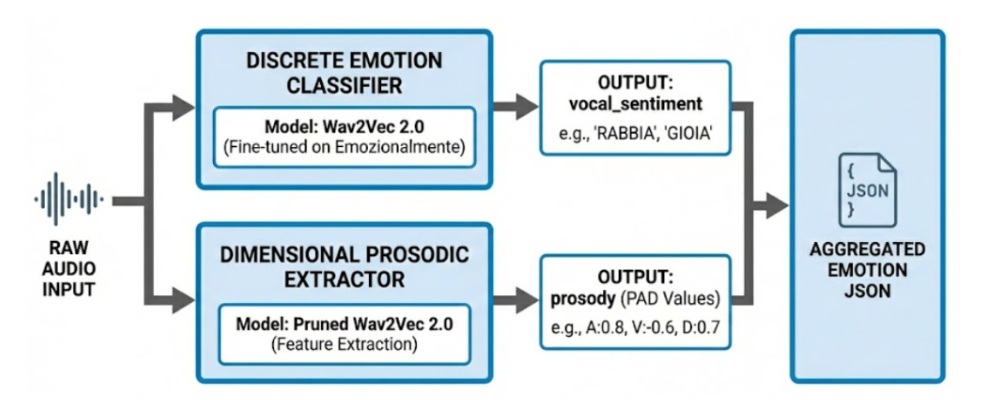 RAW
AUDIO
INPUT
DISCRETE EMOTION
CLASSIFIER
Model: Wav2Vec 2.0
(Fine-tuned on Emozionalmente)
OUTPUT:
vocal_sentiment
e.g., 'RABBIA', 'GIOIA'
DIMENSIONAL PROSODIC
EXTRACTOR
Model: Pruned Wav2Vec 2.0
(Feature Extraction)
OUTPUT:
prosody (PAD Values)
e.g., A:0.8, V:-0.6, D:0.7
{
JSON
}
AGGREGATED
EMOTION
JSON